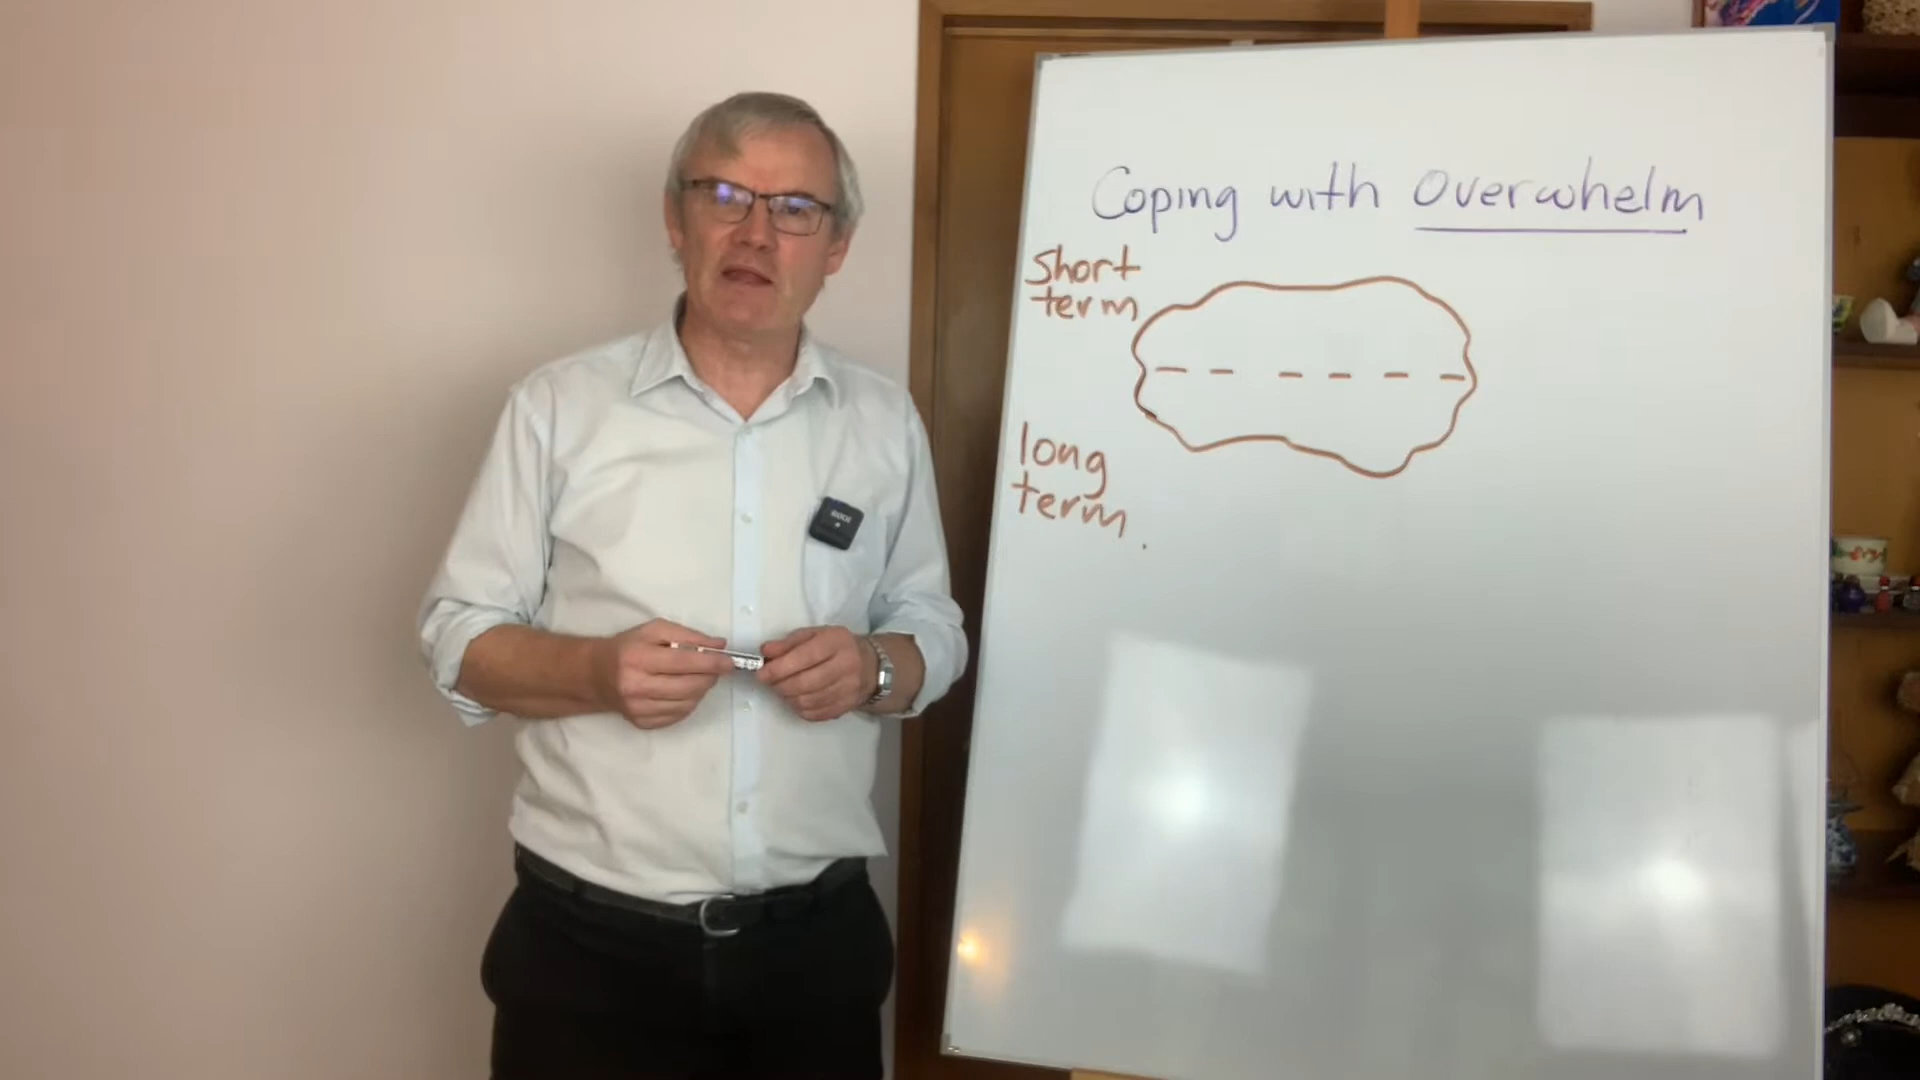 Coping with Overwhelm
Short
term
long
term.